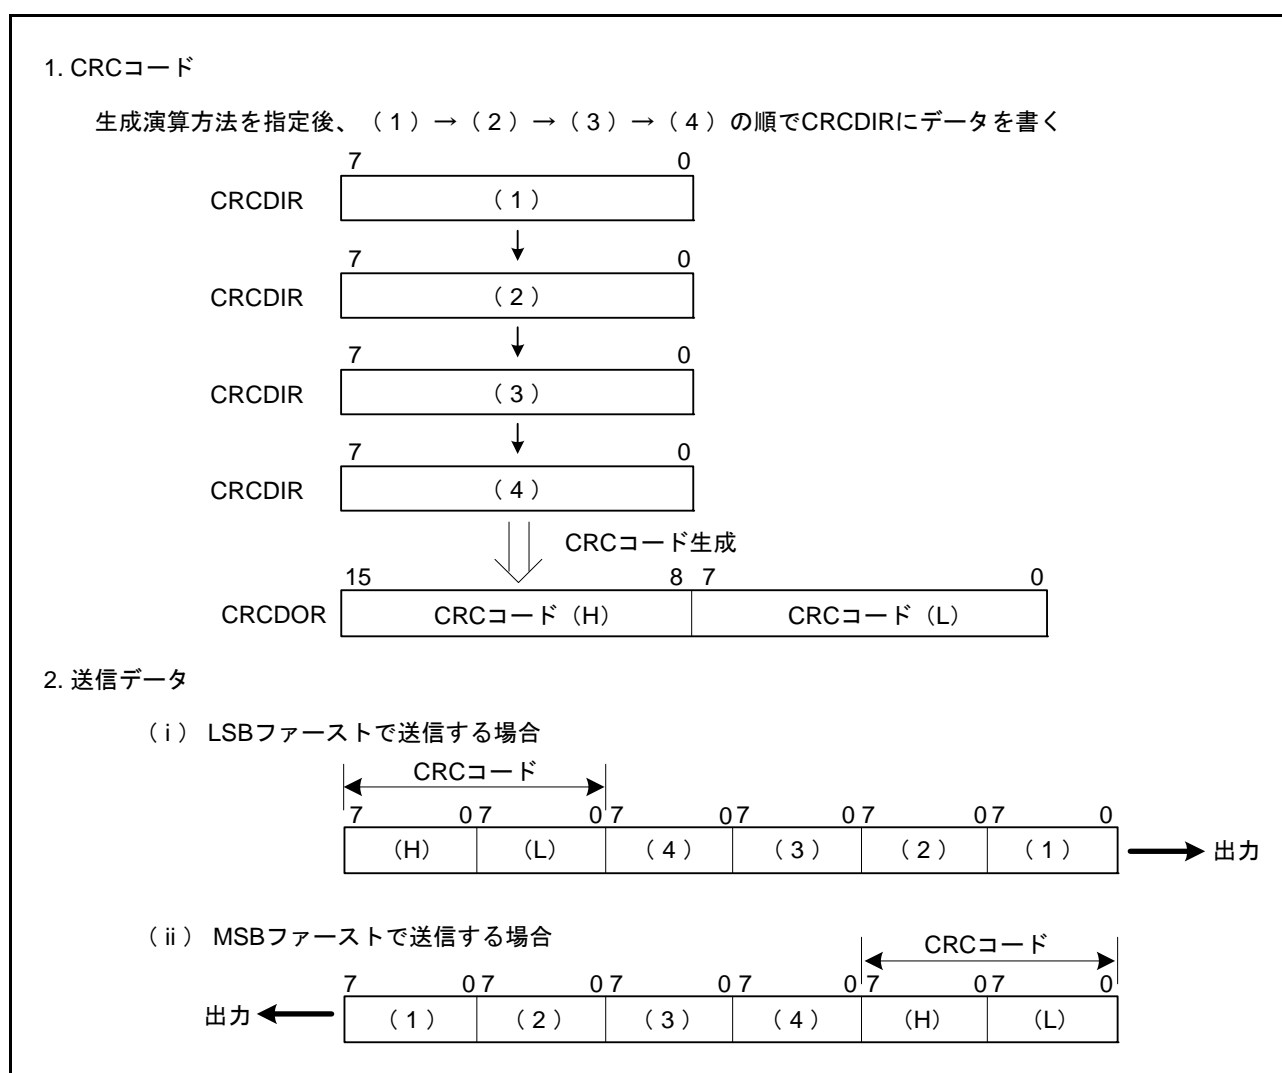 1. CRCコード
生成演算方法を指定後、（1）→（2）→（3）→（4）の順でCRCDIRにデータを書く
7 0
CRCDIR （1）
7 0
CRCDIR （2）
7 0
CRCDIR （3）
7 0
CRCDIR （4）
CRCコード生成
15 8 7 0
CRCDOR CRCコード（H） CRCコード（L）
2. 送信データ
（i） LSBファーストで送信する場合
CRCコード
7 0 7 0 7 0 7 0 7 0 7 0
（H） （L） （4） （3） （2） （1） 出力
（ii） MSBファーストで送信する場合
CRCコード
7 0 7 0 7 0 7 0 7 0 7 0
出力 （1） （2） （3） （4） （H） （L）